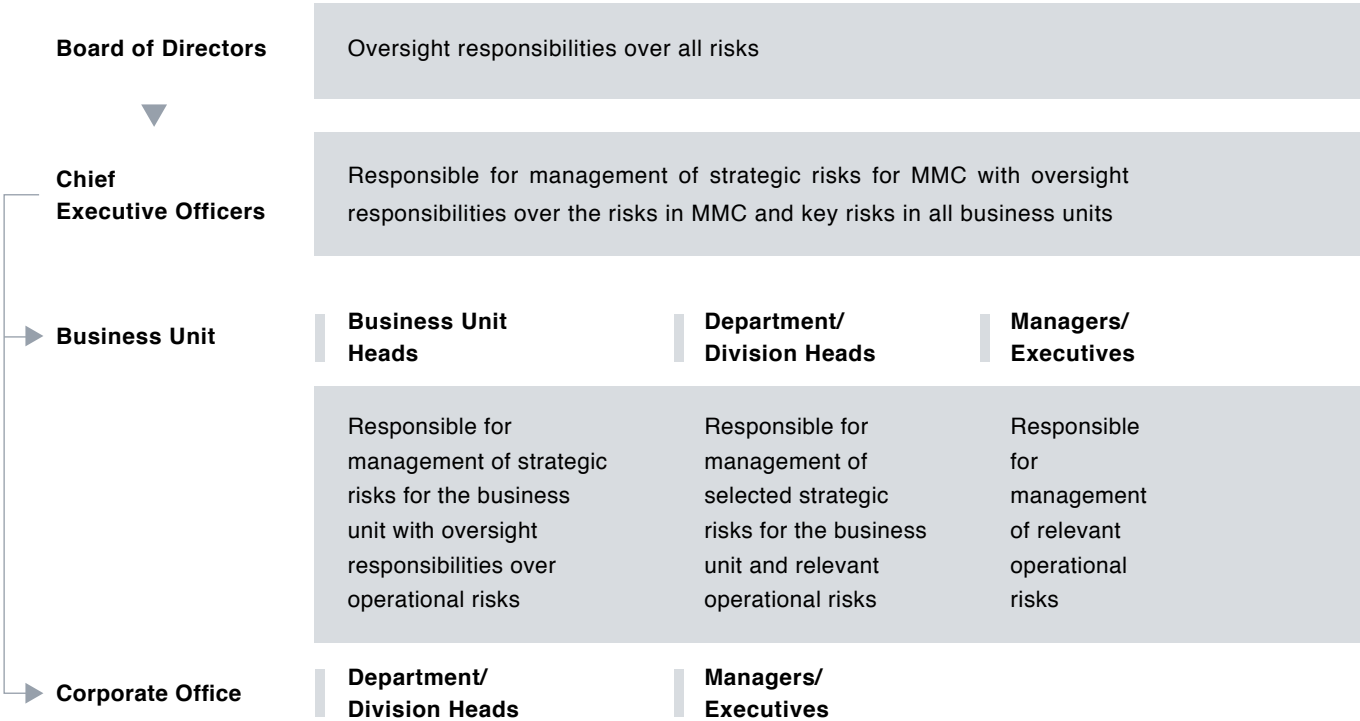 Board of Directors
Oversight responsibilities over all risks
Chief
Executive Officers
Responsible for management of strategic risks for MMC with oversight
responsibilities over the risks in MMC and key risks in all business units
Business Unit
Business Unit
Heads
Department/
Division Heads
Managers/
Executives
Responsible for
management of strategic
risks for the business
unit with oversight
responsibilities over
operational risks
Responsible for
management of
selected strategic
risks for the business
unit and relevant
operational risks
Responsible
for
management
of relevant
operational
risks
Corporate Office
Department/
Division Heads
Managers/
Executives